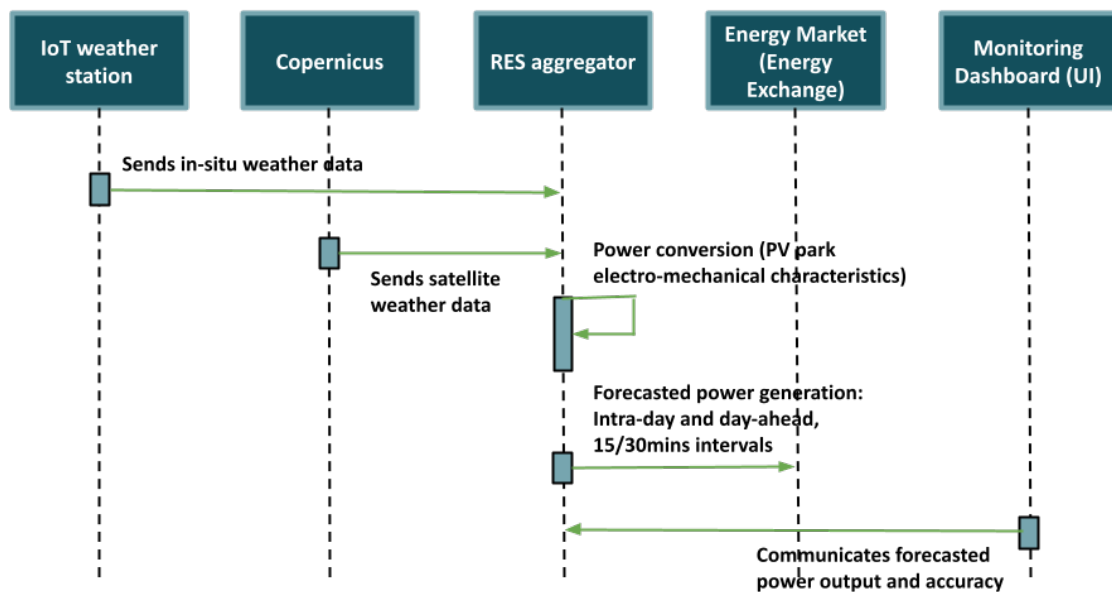 IoT weather
station
Copernicus
RES aggregator
Energy Market
(Energy
Exchange)
Monitoring
Dashboard (UI)
Sends in-situ weather data
Sends satellite
weather data
Power conversion (PV park
electro-mechanical characteristics)
Forecasted power generation:
Intra-day and day-ahead,
15/30mins intervals
Communicates forecasted
power output and accuracy